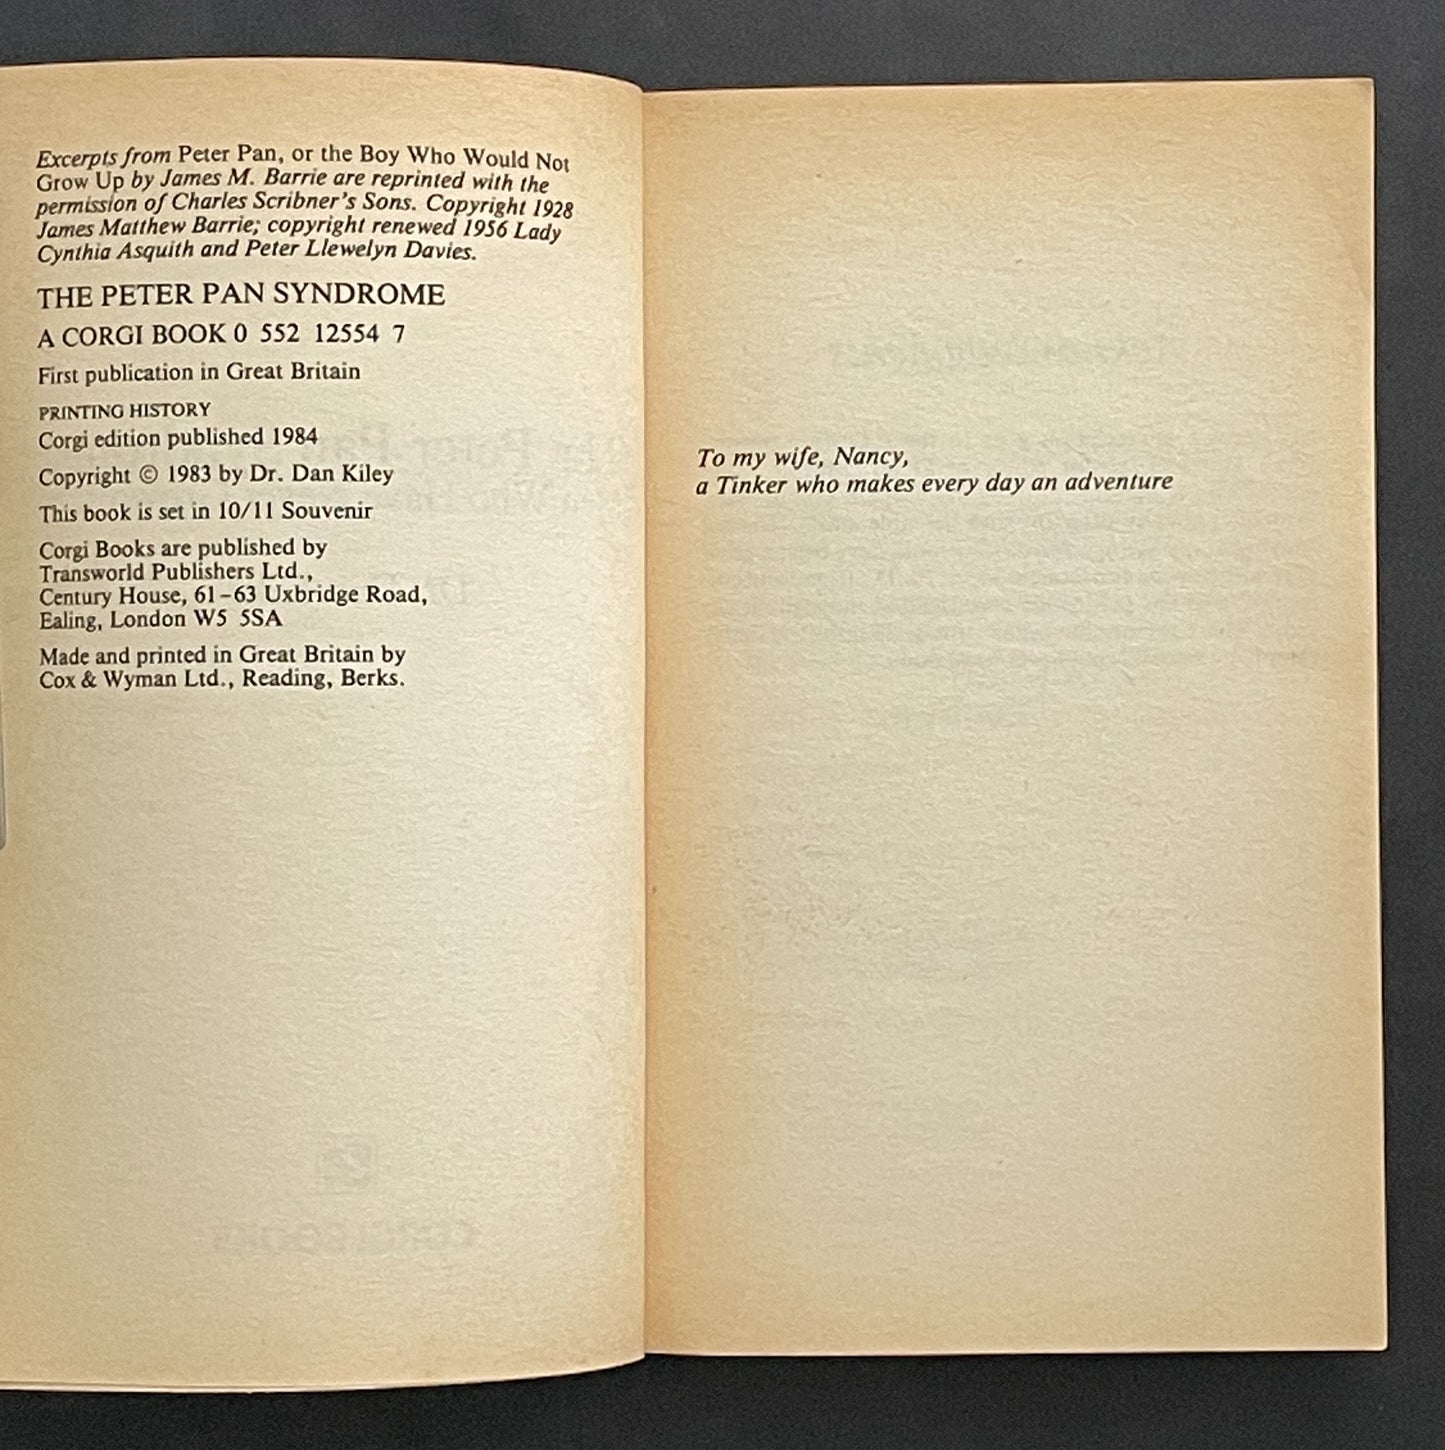 Excerpts from Peter Pan, or the Boy Who Would Not
Grow Up by James M. Barrie are reprinted with the
permission of Charles Scribner's Sons. Copyright 1928
James Matthew Barrie; copyright renewed 1956 Lady
Cynthia Asquith and Peter Llewelyn Davies.
THE PETER PAN SYNDROME
A CORGI BOOK 0 552 12554 7
First publication in Great Britain
PRINTING HISTORY
Corgi edition published 1984
Copyright © 1983 by Dr. Dan Kiley
This book is set in 10/11 Souvenir
Corgi Books are published by
Transworld Publishers Ltd.,
Century House, 61–63 Uxbridge Road,
Ealing, London W5 5SA
Made and printed in Great Britain by
Cox & Wyman Ltd., Reading, Berks.
To my wife, Nancy,
a Tinker who makes every day an adventure